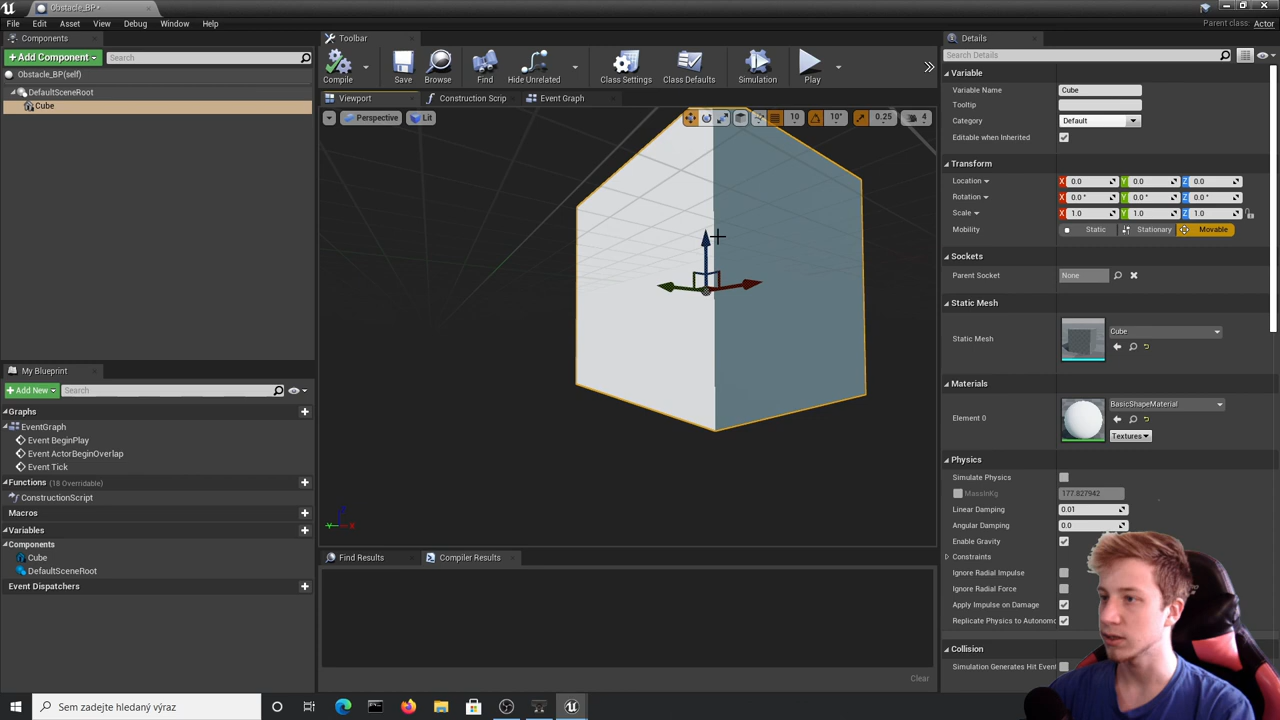 Obstacle_BP*
File Edit Asset View Debug Window Help
Parent class: Actor
Components
+Add Component
Search
Obstacle_BP(self)
DefaultSceneRoot
Cube
Toolbar
Compile
Save
Browse
Find
Hide Unrelated
Class Settings
Class Defaults
Simulation
Play
Viewport
Construction Scrip
Event Graph
Perspective
Lit
10
10°
0.25
4
My Blueprint
+Add New
Search
Graphs
EventGraph
Event BeginPlay
Event ActorBeginOverlap
Event Tick
Functions (18 Overridable)
ConstructionScript
Macros
Variables
Components
Cube
DefaultSceneRoot
Event Dispatchers
Find Results
Compiler Results
Clear
Details
Search Details
Variable
Variable Name Cube
Tooltip
Category Default
Editable when Inherited
Transform
Location X 0.0 Y 0.0 Z 0.0
Rotation X 0.0° Y 0.0° Z 0.0°
Scale X 1.0 Y 1.0 Z 1.0
Mobility Static Stationary Movable
Sockets
Parent Socket None
Static Mesh
Static Mesh Cube
Materials
Element 0 BasicShapeMaterial
Textures
Physics
Simulate Physics
MassInKg 177.827942
Linear Damping 0.01
Angular Damping 0.0
Enable Gravity
Constraints
Ignore Radial Impulse
Ignore Radial Force
Apply Impulse on Damage
Replicate Physics to Autonomo
Collision
Simulation Generates Hit Event
Sem zadejte hledaný výraz